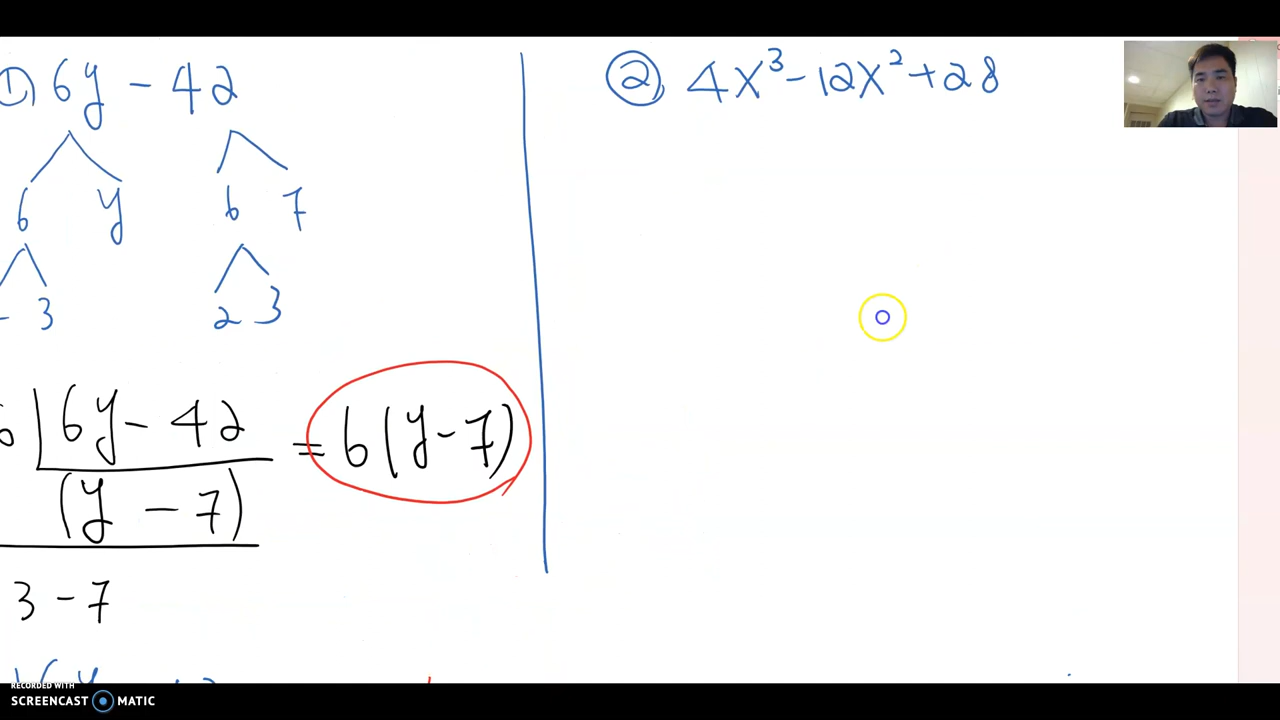 ① 6y - 42
6 y 6 7
3 2 3
6y - 42 = 6(y-7)
(y - 7)
3 - 7
② 4x³ - 12x² + 28
RECORDED WITH
SCREENCAST MATIC